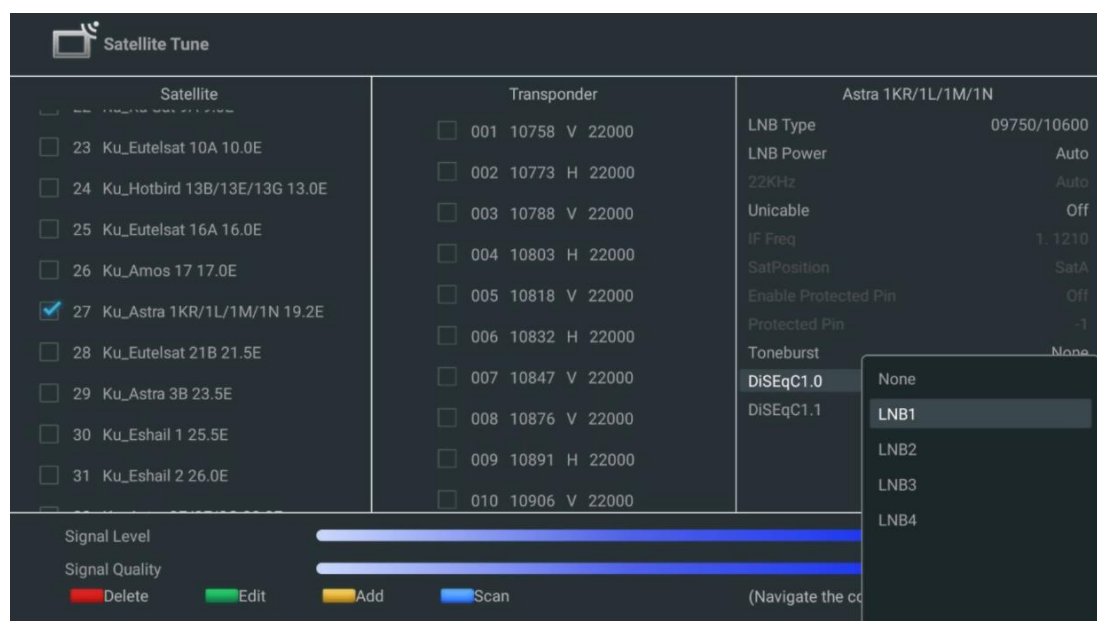 Satellite Tune
Satellite
23 Ku_Eutelsat 10A 10.0E
24 Ku_Hotbird 13B/13E/13G 13.0E
25 Ku_Eutelsat 16A 16.0E
26 Ku_Amos 17 17.0E
27 Ku_Astra 1KR/1L/1M/1N 19.2E
28 Ku_Eutelsat 21B 21.5E
29 Ku_Astra 3B 23.5E
30 Ku_Eshail 1 25.5E
31 Ku_Eshail 2 26.0E
Transponder
001 10758 V 22000
002 10773 H 22000
003 10788 V 22000
004 10803 H 22000
005 10818 V 22000
006 10832 H 22000
007 10847 V 22000
008 10876 V 22000
009 10891 H 22000
010 10906 V 22000
Astra 1KR/1L/1M/1N
LNB Type 09750/10600
LNB Power Auto
22KHz Auto
Unicable Off
IF Freq 1. 1210
SatPosition SatA
Enable Protected Pin Off
Protected Pin -1
Toneburst None
DiSEqC1.0
DiSEqC1.1
None
LNB1
LNB2
LNB3
LNB4
Signal Level
Signal Quality
Delete Edit Add Scan (Navigate the